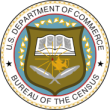 U.S. DEPARTMENT OF COMMERCE
BUREAU OF THE CENSUS